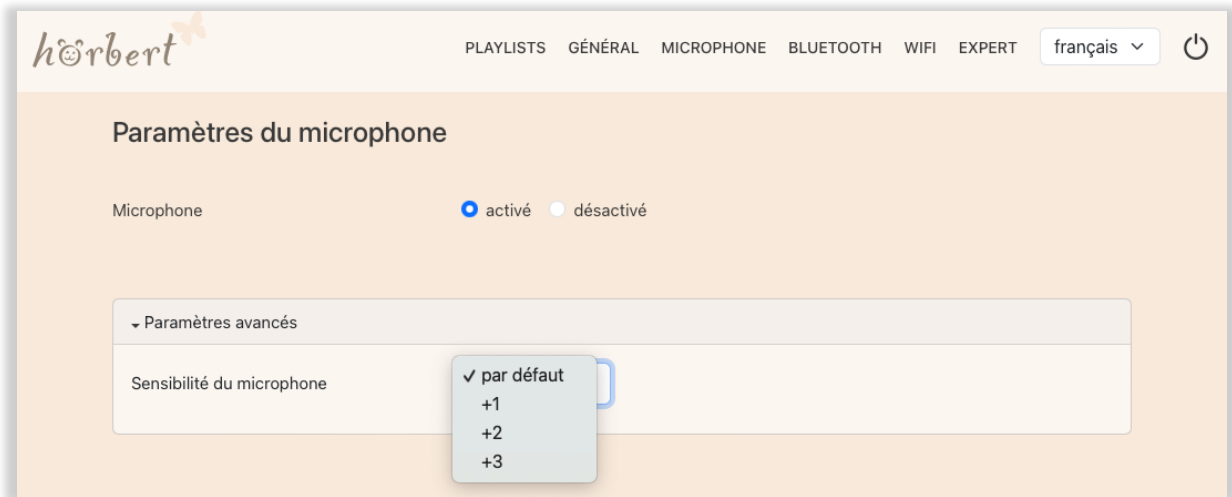 hörbert
PLAYLISTS GÉNÉRAL MICROPHONE BLUETOOTH WIFI EXPERT français
Paramètres du microphone
Microphone activé désactivé
Paramètres avancés
Sensibilité du microphone par défaut
+1
+2
+3